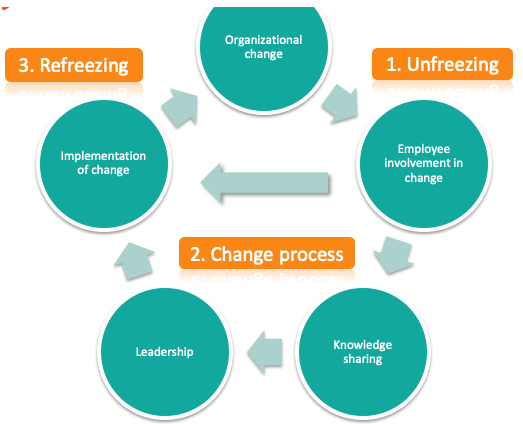 Organizational
change
3. Refreezing
1. Unfreezing
Implementation
of change
Employee
involvement in
change
2. Change process
Leadership
Knowledge
sharing